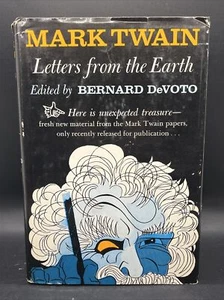 MARK TWAIN
Letters from the Earth
Edited by BERNARD DeVOTO
Here is unexpected treasure—
fresh new material from the Mark Twain papers,
only recently released for publication . . .